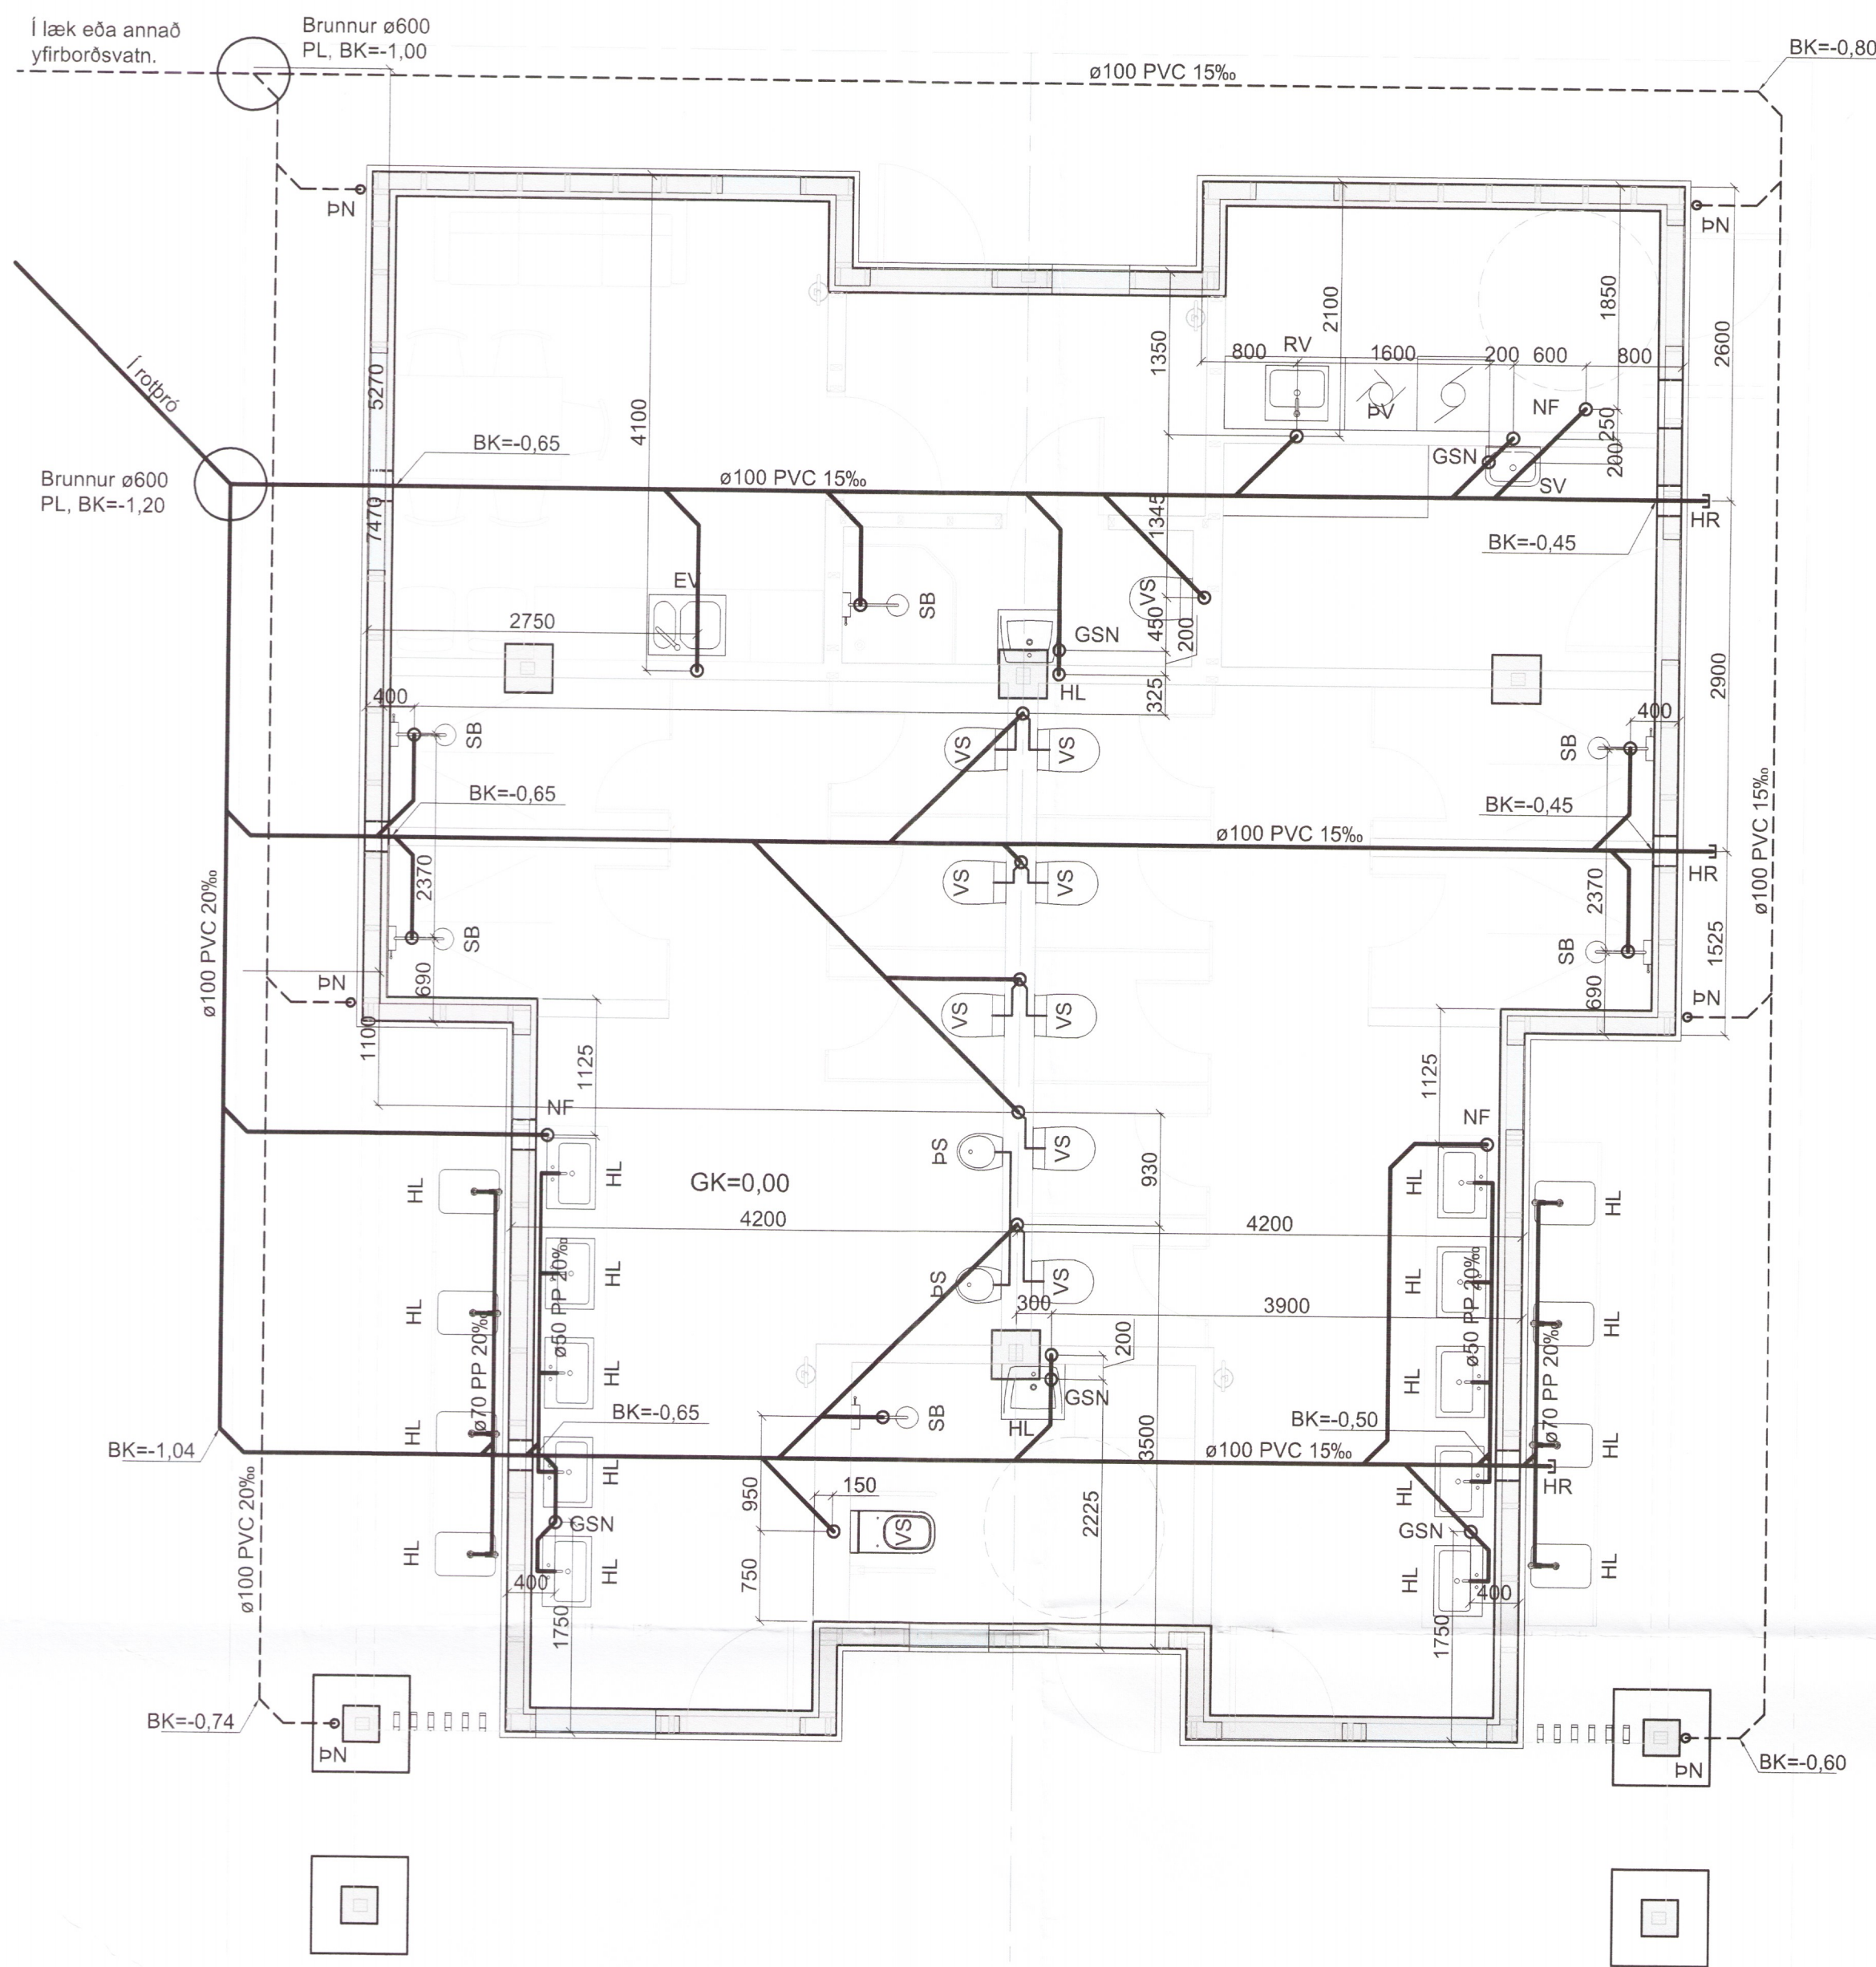 Í læk eða annað
yfirborðsvatn.
Brunnur ø600
PL, BK=-1,00
ø100 PVC 15‰
BK=-0,80
ÞN
ÞN
Í rotþró
5270
4100
1350
2100
1850
2600
800
RV
1600
200
600
800
ÞV
NF
250
200
GSN
SV
BK=-0,65
Brunnur ø600
PL, BK=-1,20
ø100 PVC 15‰
7470
1345
HR
BK=-0,45
EV
SB
VS
2750
450
200
GSN
HL
325
2900
400
SB
VS
VS
SB
400
BK=-0,65
BK=-0,45
ø100 PVC 15‰
ø100 PVC 15‰
HR
2370
VS
VS
2370
ø100 PVC 20‰
SB
SB
1525
ÞN
690
690
ÞN
VS
VS
1100
1125
1125
NF
NF
ÞS
VS
930
HL
HL
GK=0,00
HL
HL
4200
4200
HL
ø50 PP 20‰
HL
ÞS
VS
HL
ø50 PP 20‰
HL
300
3900
200
HL
ø70 PP 20‰
HL
GSN
HL
ø70 PP 20‰
HL
BK=-0,65
SB
HL
BK=-0,50
BK=-1,04
HL
3500
ø100 PVC 15‰
HL
HR
950
150
2225
GSN
VS
GSN
HL
HL
HL
HL
400
750
400
ø100 PVC 20‰
1750
1750
BK=-0,74
ÞN
ÞN
BK=-0,60